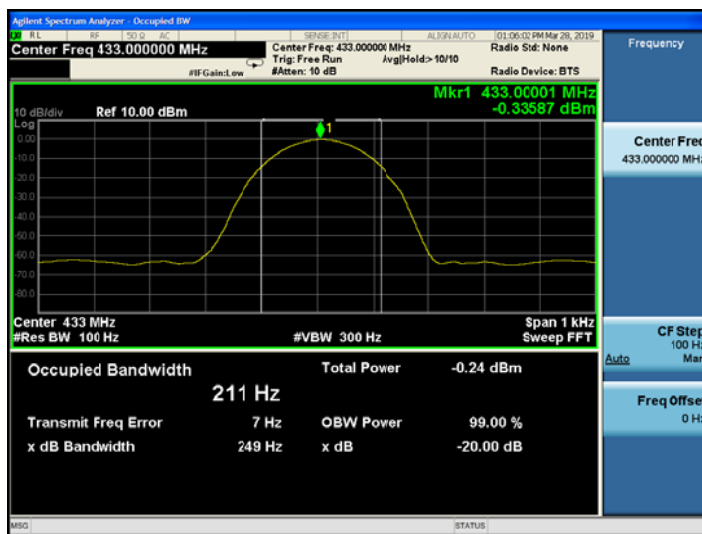 Agilent Spectrum Analyzer - Occupied BW
RL RF 50 Ω AC SENSE:INT ALIGN AUTO 01:06:02 PM Mar 28, 2019
Center Freq 433.000000 MHz
Center Freq: 433.000000 MHz
Radio Std: None
Trig: Free Run Avg|Hold:> 10/10
#IFGain:Low #Atten: 10 dB Radio Device: BTS
Frequency
Mkr1 433.00001 MHz
10 dB/div Ref 10.00 dBm -0.33587 dBm
Log
1
0.00
-10.0
-20.0
-30.0
-40.0
-50.0
-60.0
-70.0
-80.0
Center 433 MHz Span 1 kHz
#Res BW 100 Hz #VBW 300 Hz Sweep FFT
Occupied Bandwidth Total Power -0.24 dBm
211 Hz
Transmit Freq Error 7 Hz OBW Power 99.00 %
x dB Bandwidth 249 Hz x dB -20.00 dB
Center Freq
433.000000 MHz
CF Step
100 Hz
Auto Man
Freq Offset
0 Hz
MSG STATUS